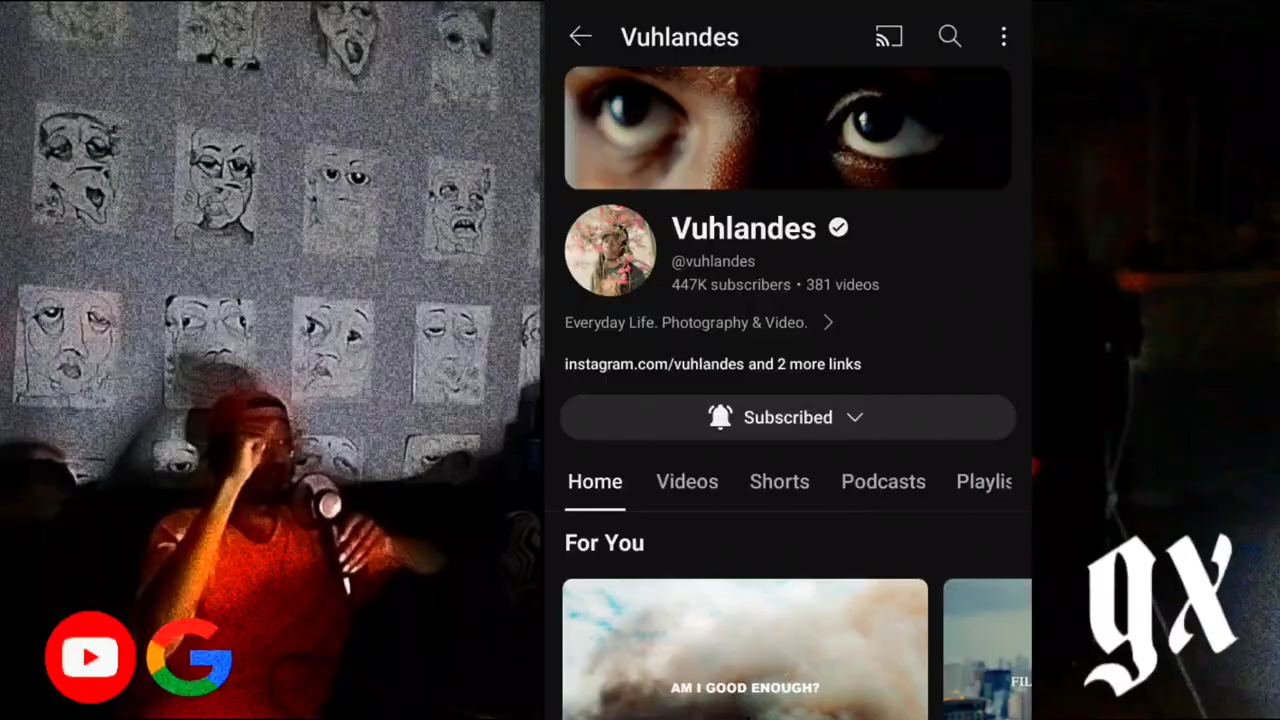 Vuhlandes
Vuhlandes
@vuhlandes
447K subscribers • 381 videos
Everyday Life. Photography & Video.
instagram.com/vuhlandes and 2 more links
Subscribed
Home Videos Shorts Podcasts Playlis
For You
AM I GOOD ENOUGH?
FIL
gx